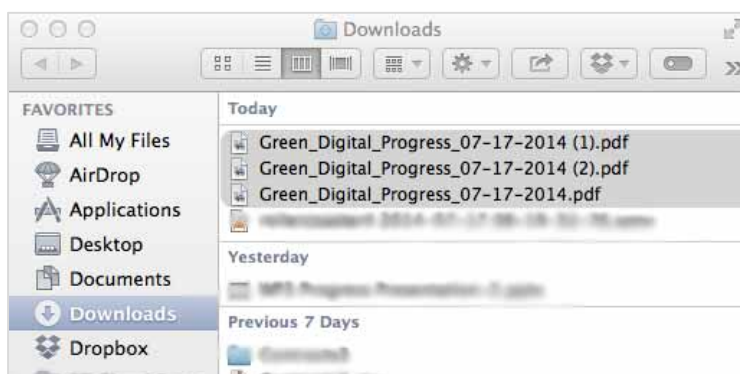 Downloads
FAVORITES
All My Files
AirDrop
Applications
Desktop
Documents
Downloads
Dropbox
Today
Green_Digital_Progress_07-17-2014 (1).pdf
Green_Digital_Progress_07-17-2014 (2).pdf
Green_Digital_Progress_07-17-2014.pdf
Yesterday
Previous 7 Days